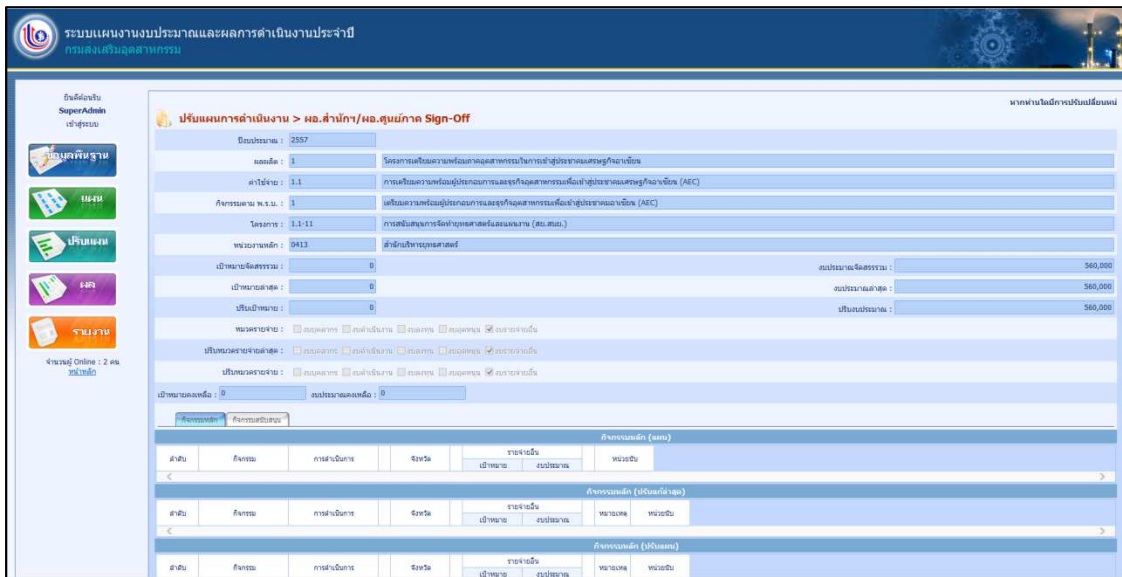 ระบบแผนงานงบประมาณและผลการดำเนินงานประจำปี
กรมส่งเสริมอุตสาหกรรม
ยินดีต้อนรับ
SuperAdmin
เข้าสู่ระบบ
ข้อมูลพื้นฐาน
แผน
ปรับแผน
ผล
รายงาน
จำนวนผู้ Online : 2 คน
หน้าหลัก
หากท่านใดมีการปรับเปลี่ยนหน่
ปรับแผนการดำเนินงาน > ผอ.สำนักฯ/ผอ.ศูนย์ภาค Sign-Off
ปีงบประมาณ : 2557
ผลผลิต : 1 โครงการเตรียมความพร้อมภาคอุตสาหกรรมในการเข้าสู่ประชาคมเศรษฐกิจอาเซียน
ค่าใช้จ่าย : 1.1 การเตรียมความพร้อมผู้ประกอบการและธุรกิจอุตสาหกรรมเพื่อเข้าสู่ประชาคมเศรษฐกิจอาเซียน (AEC)
กิจกรรมตาม พ.ร.บ. : 1 เตรียมความพร้อมผู้ประกอบการและธุรกิจอุตสาหกรรมเพื่อเข้าสู่ประชาคมอาเซียน (AEC)
โครงการ : 1.1-11 การสนับสนุนการจัดทำยุทธศาสตร์และแผนงาน (สย.สนย.)
หน่วยงานหลัก : 0413 สำนักบริหารยุทธศาสตร์
เป้าหมายจัดสรรรวม : 0 งบประมาณจัดสรรรวม : 560,000
เป้าหมายล่าสุด : 0 งบประมาณล่าสุด : 560,000
ปรับเป้าหมาย : 0 ปรับงบประมาณ : 560,000
หมวดรายจ่าย : งบบุคลากร งบดำเนินงาน งบลงทุน งบอุดหนุน งบรายจ่ายอื่น
ปรับหมวดรายจ่ายล่าสุด : งบบุคลากร งบดำเนินงาน งบลงทุน งบอุดหนุน งบรายจ่ายอื่น
ปรับหมวดรายจ่าย : งบบุคลากร งบดำเนินงาน งบลงทุน งบอุดหนุน งบรายจ่ายอื่น
เป้าหมายคงเหลือ : 0 งบประมาณคงเหลือ : 0
กิจกรรมหลัก กิจกรรมสนับสนุน
กิจกรรมหลัก (แผน)
ลำดับ กิจกรรม การดำเนินการ จังหวัด รายจ่ายอื่น หน่วยนับ
เป้าหมาย งบประมาณ
กิจกรรมหลัก (ปรับแก้ล่าสุด)
ลำดับ กิจกรรม การดำเนินการ จังหวัด รายจ่ายอื่น หมายเหตุ หน่วยนับ
เป้าหมาย งบประมาณ
กิจกรรมหลัก (ปรับแผน)
ลำดับ กิจกรรม การดำเนินการ จังหวัด รายจ่ายอื่น หมายเหตุ หน่วยนับ
เป้าหมาย งบประมาณ